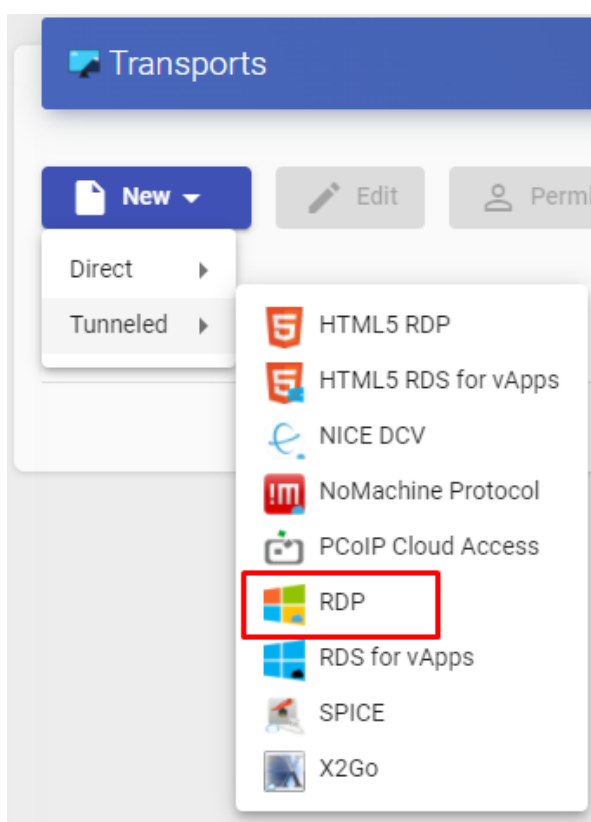 Transports
New
Edit
Permi
Direct
Tunneled
HTML5 RDP
HTML5 RDS for vApps
NICE DCV
NoMachine Protocol
PCoIP Cloud Access
RDP
RDS for vApps
SPICE
X2Go